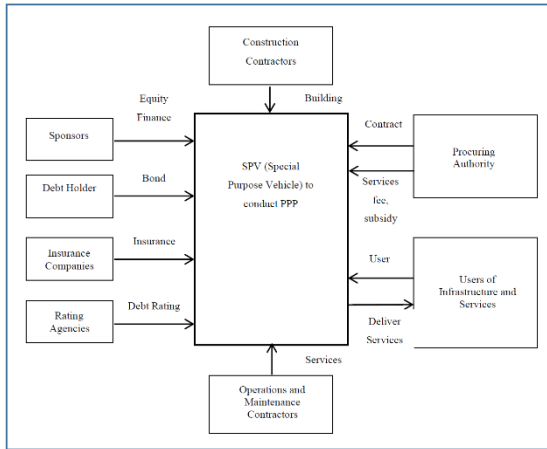 Construction
Contractors
Equity
Finance
Building
Contract
Sponsors
SPV (Special
Purpose Vehicle) to
conduct PPP
Procuring
Authority
Bond
Debt Holder
Services
fee,
subsidy
Insurance
Insurance
Companies
User
Users of
Infrastructure and
Services
Debt Rating
Rating
Agencies
Deliver
Services
Services
Operations and
Maintenance
Contractors